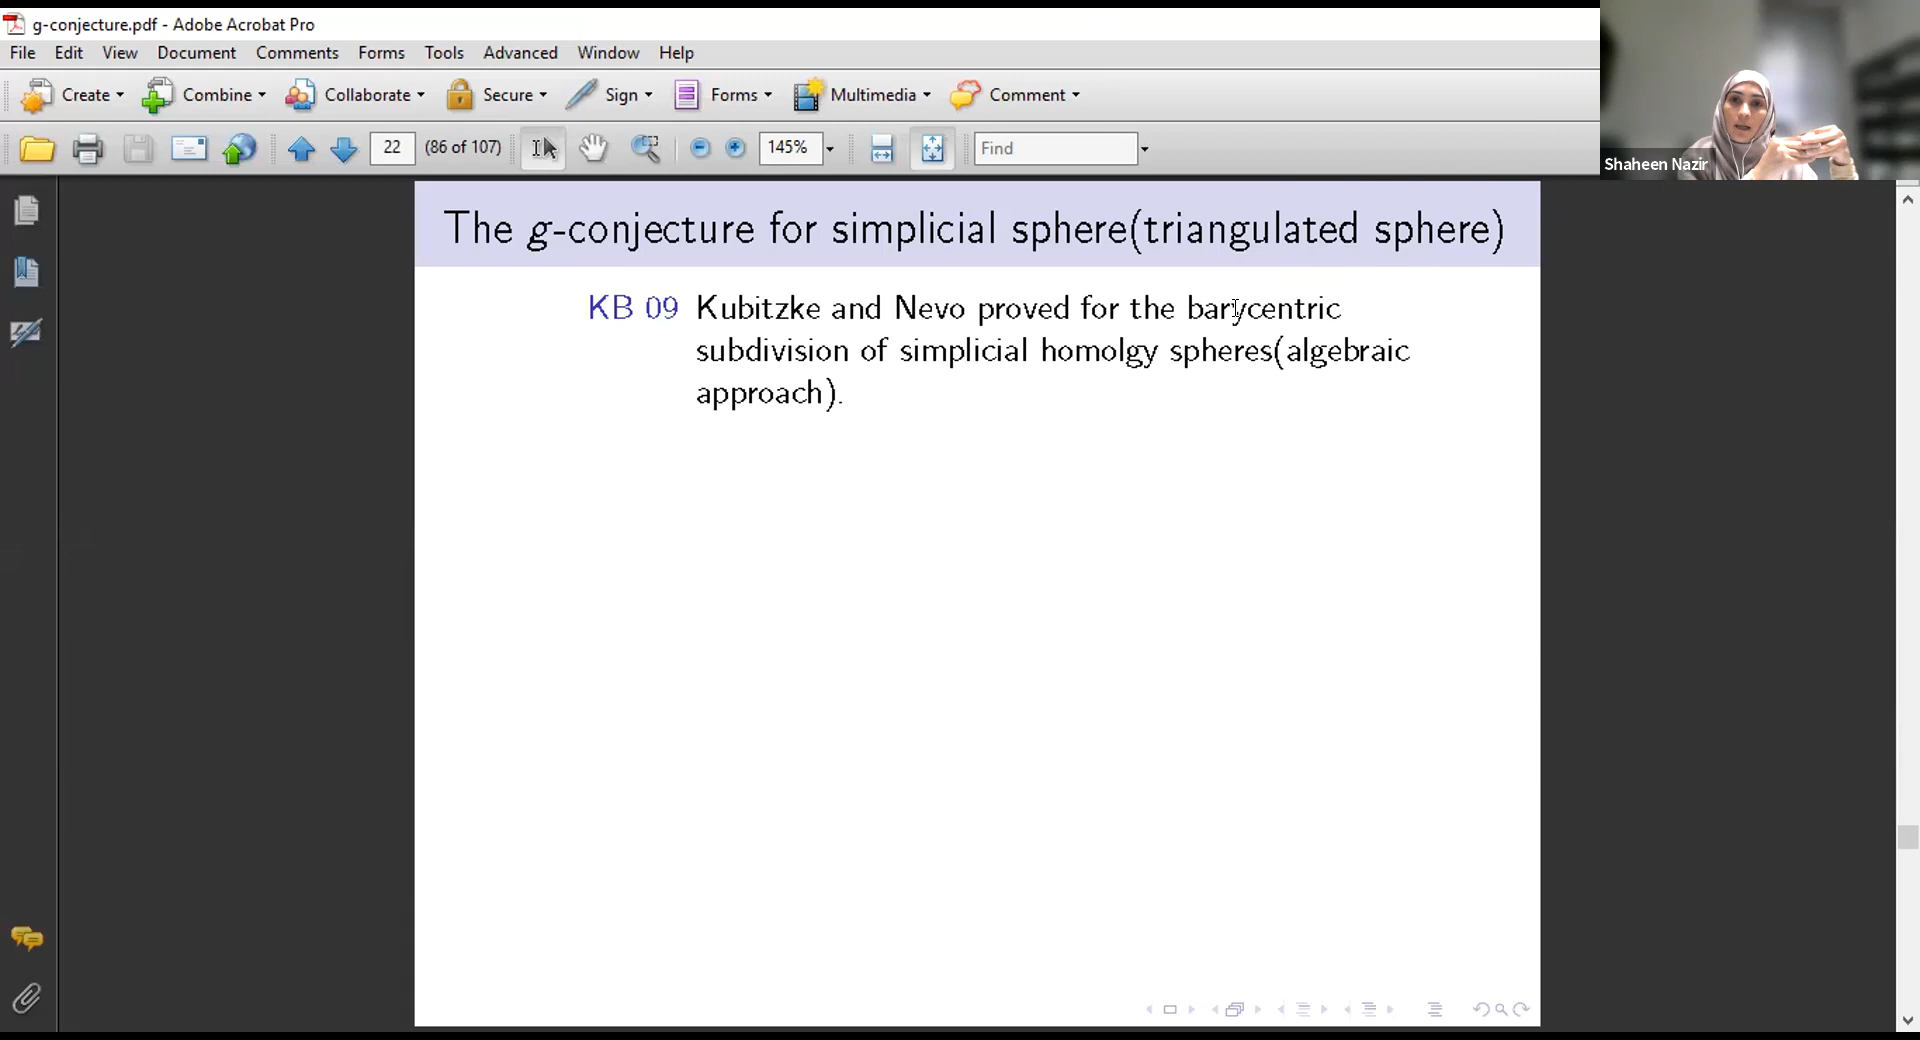 g-conjecture.pdf - Adobe Acrobat Pro
File Edit View Document Comments Forms Tools Advanced Window Help
Create Combine Collaborate Secure Sign Forms Multimedia Comment
22 (86 of 107) 145% Find
Shaheen Nazir
The g-conjecture for simplicial sphere(triangulated sphere)
KB 09 Kubitzke and Nevo proved for the barycentric
subdivision of simplicial homolgy spheres(algebraic
approach).